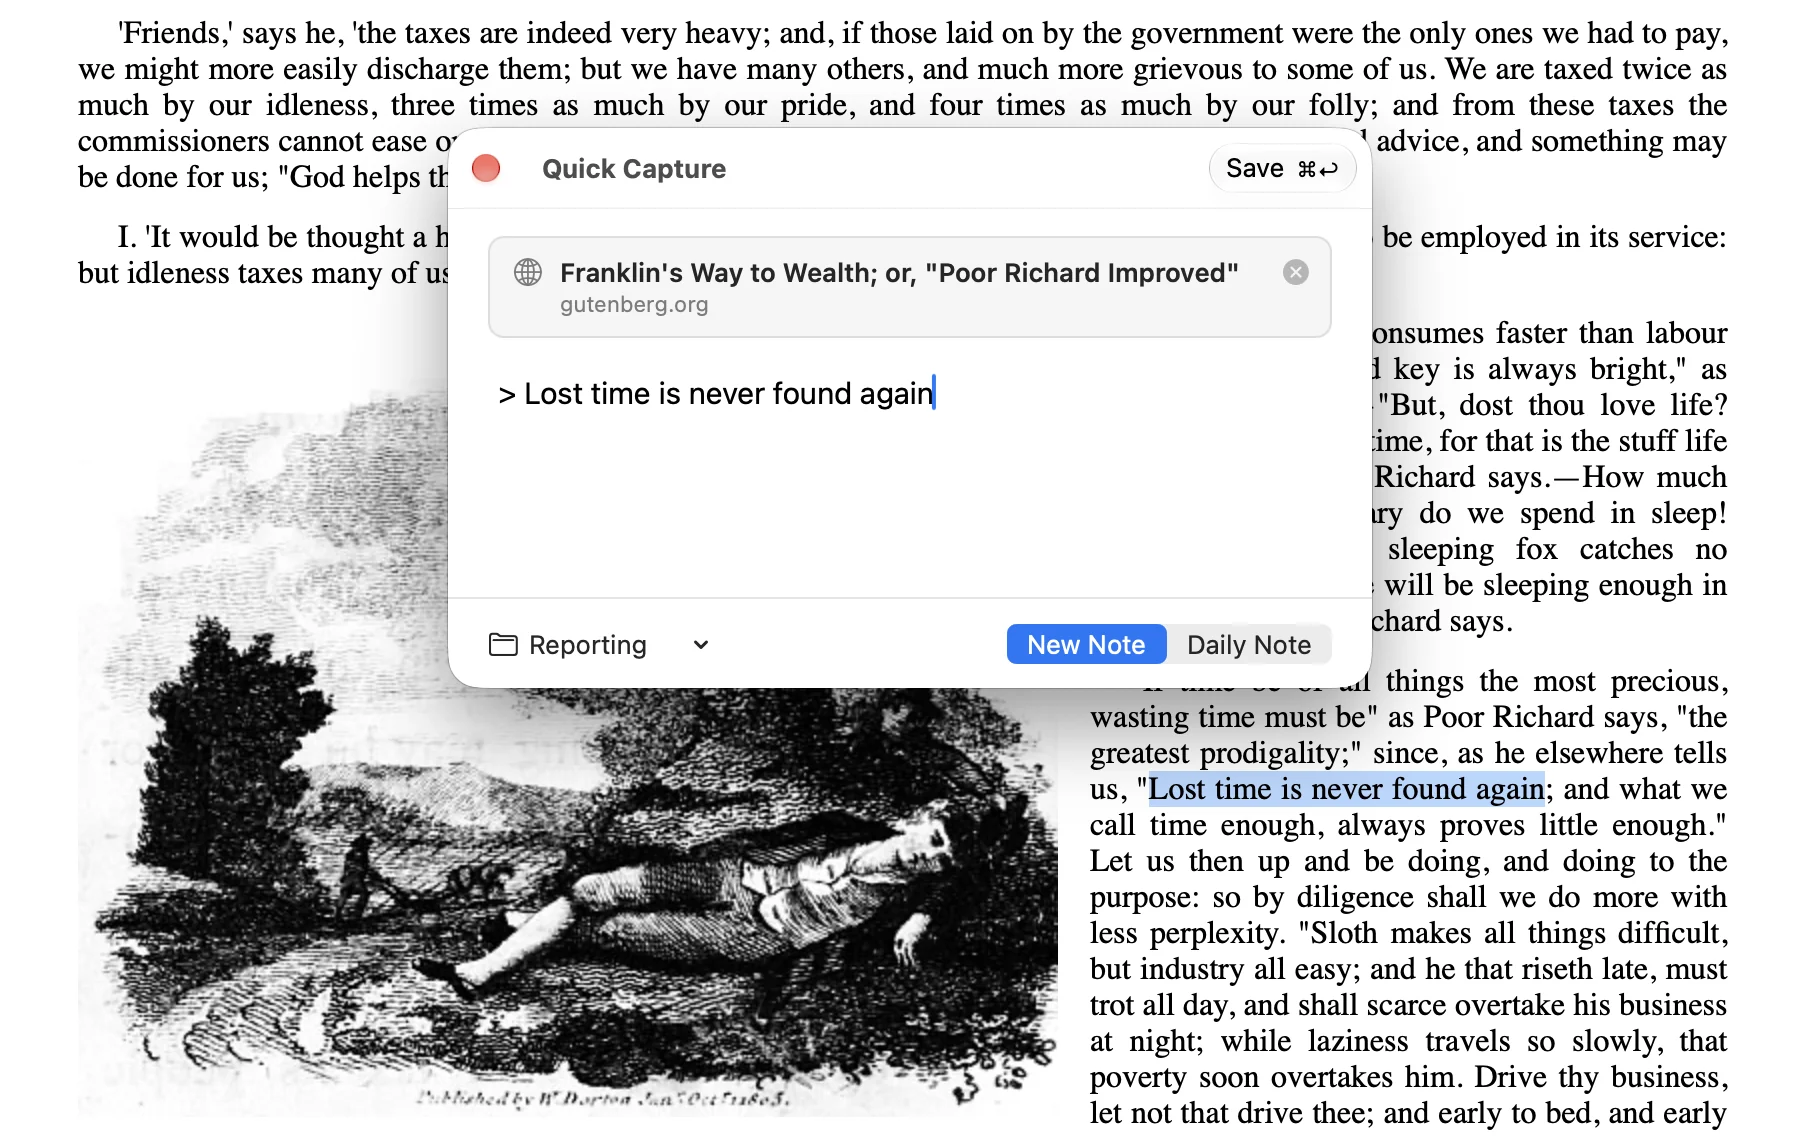 'Friends,' says he, 'the taxes are indeed very heavy; and, if those laid on by the government were the only ones we had to pay,
we might more easily discharge them; but we have many others, and much more grievous to some of us. We are taxed twice as
much by our idleness, three times as much by our pride, and four times as much by our folly; and from these taxes the
commissioners cannot ease
advice, and something may
be done for us; "God helps
I. 'It would be thought a
be employed in its service:
but idleness taxes many of
Quick Capture
Save ⌘↩
Franklin's Way to Wealth; or, "Poor Richard Improved"
gutenberg.org
> Lost time is never found again
Reporting
New Note
Daily Note
faster than labour
key is always bright," as
"But, dost thou love life?
time, for that is the stuff life
Richard says.—How much
do we spend in sleep!
sleeping fox catches no
will be sleeping enough in
says.
all things the most precious,
wasting time must be" as Poor Richard says, "the
greatest prodigality;" since, as he elsewhere tells
us, "Lost time is never found again; and what we
call time enough, always proves little enough."
Let us then up and be doing, and doing to the
purpose: so by diligence shall we do more with
less perplexity. "Sloth makes all things difficult,
but industry all easy; and he that riseth late, must
trot all day, and shall scarce overtake his business
at night; while laziness travels so slowly, that
poverty soon overtakes him. Drive thy business,
let not that drive thee; and early to bed, and early
Published by W. Darton